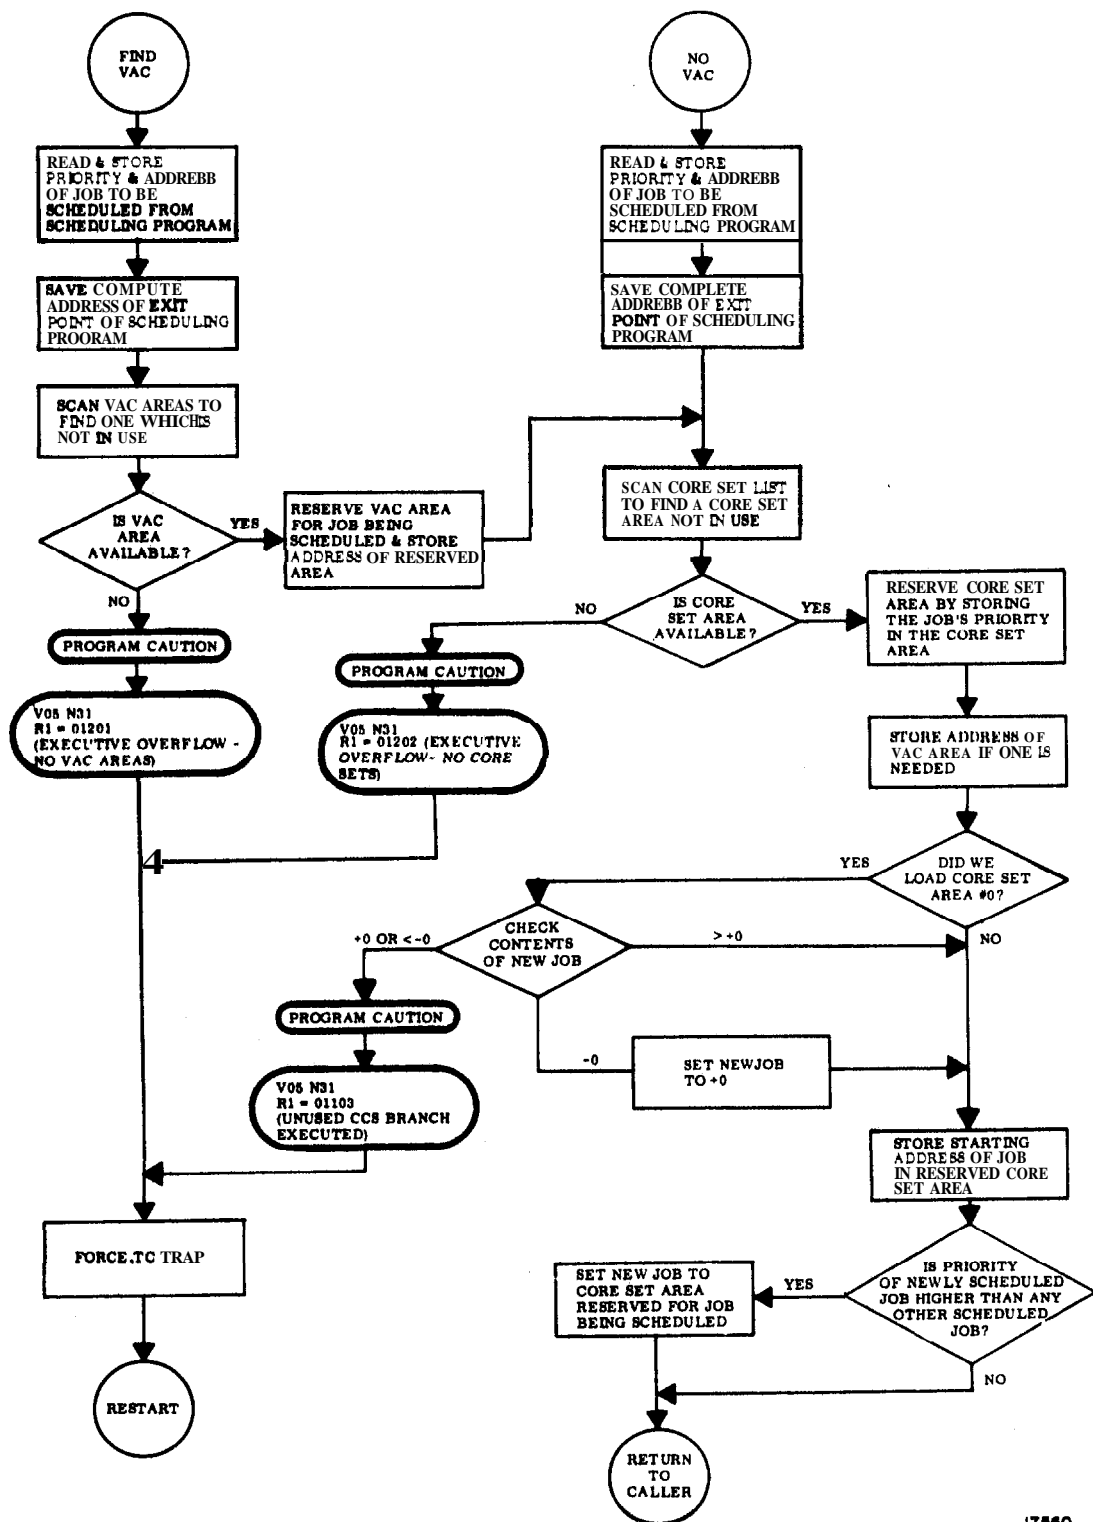 FIND
VAC
READ & STORE
PRIORITY & ADDREBB
OF JOB TO BE
SCHEDULED FROM
SCHEDULING PROGRAM
SAVE COMPUTE
ADDRESS OF EXIT
POINT OF SCHEDULING
PROORAM
SCAN VAC AREAS TO
FIND ONE WHICH IS
NOT IN USE
IS VAC
AREA
AVAILABLE?
YES
RESERVE VAC AREA
FOR JOB BEING
SCHEDULED & STORE
ADDRESS OF RESERVED
AREA
NO
PROGRAM CAUTION
V05 N31
R1 = 01201
(EXECUTIVE OVERFLOW -
NO VAC AREAS)
NO
VAC
READ & STORE
PRIORITY & ADDREBB
OF JOB TO BE
SCHEDULED FROM
SCHEDULING PROGRAM
SAVE COMPLETE
ADDREBB OF EXIT
POINT OF SCHEDULING
PROGRAM
SCAN CORE SET LIST
TO FIND A CORE SET
AREA NOT IN USE
IS CORE
SET AREA
AVAILABLE?
NO
PROGRAM CAUTION
V05 N31
R1 = 01202 (EXECUTIVE
OVERFLOW- NO CORE
SETS)
4
YES
RESERVE CORE SET
AREA BY STORING
THE JOB'S PRIORITY
IN THE CORE SET
AREA
STORE ADDRESS OF
VAC AREA IF ONE IS
NEEDED
DID WE
LOAD CORE SET
AREA #0?
YES
NO
CHECK
CONTENTS
OF NEW JOB
+0 OR <-0
>+0
PROGRAM CAUTION
V05 N31
R1 = 01103
(UNUSED CCS BRANCH
EXECUTED)
-0
SET NEWJOB
TO +0
STORE STARTING
ADDRESS OF JOB
IN RESERVED CORE
SET AREA
IS PRIORITY
OF NEWLY SCHEDULED
JOB HIGHER THAN ANY
OTHER SCHEDULED
JOB?
YES
SET NEW JOB TO
CORE SET AREA
RESERVED FOR JOB
BEING SCHEDULED
NO
RETURN
TO
CALLER
FORCE.TC TRAP
RESTART